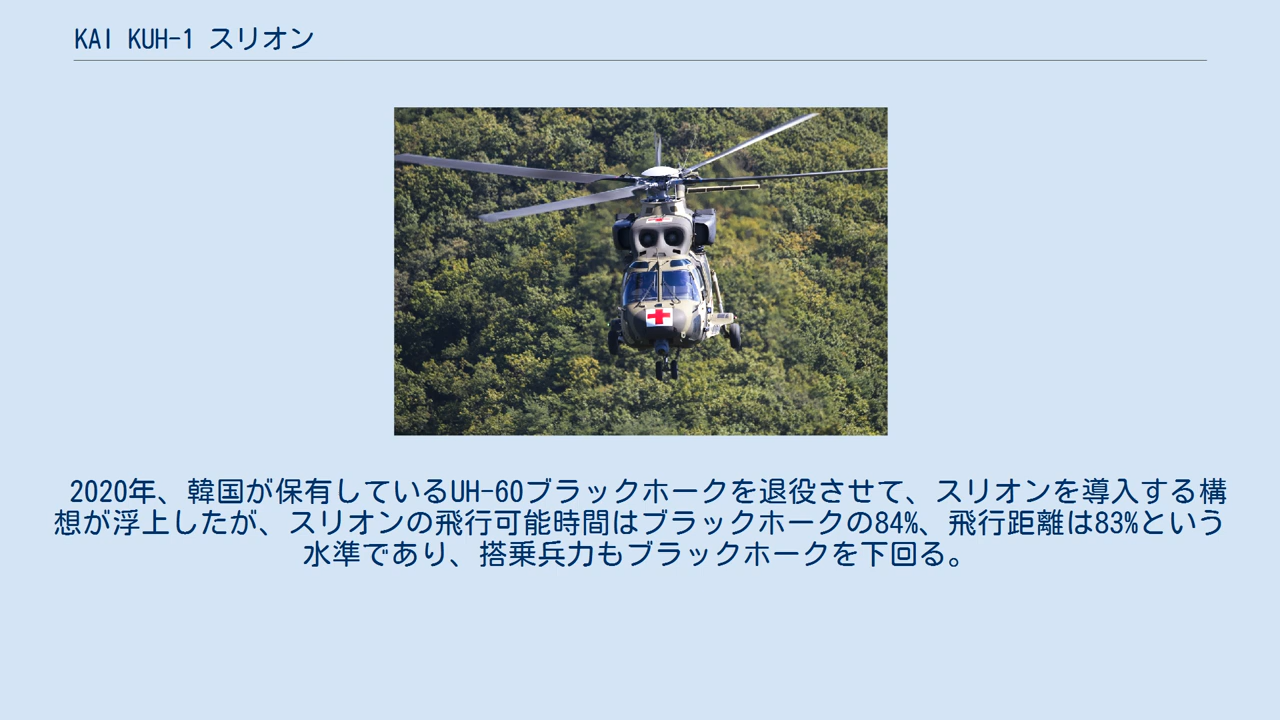 KAI KUH-1 スリオン
2020年、韓国が保有しているUH-60ブラックホークを退役させて、スリオンを導入する構
想が浮上したが、スリオンの飛行可能時間はブラックホークの84%、飛行距離は83%という
水準であり、搭乗兵力もブラックホークを下回る。